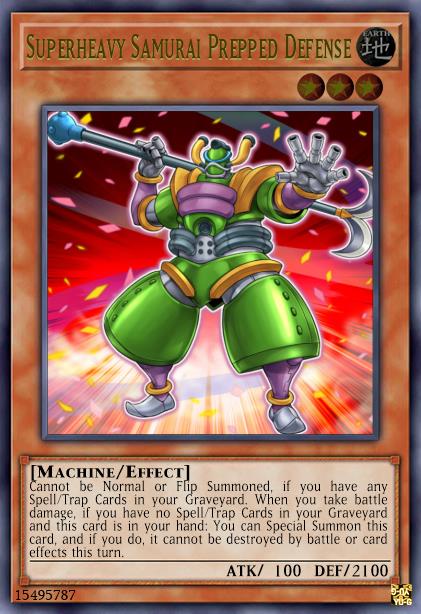 Superheavy Samurai Prepped Defense
EARTH
地
[Machine/Effect]
Cannot be Normal or Flip Summoned, if you have any
Spell/Trap Cards in your Graveyard. When you take battle
damage, if you have no Spell/Trap Cards in your Graveyard
and this card is in your hand: You can Special Summon this
card, and if you do, it cannot be destroyed by battle or card
effects this turn.
ATK/ 100 DEF/2100
15495787